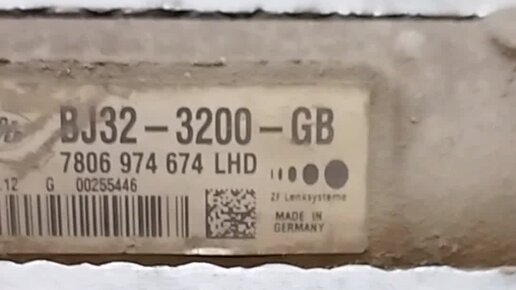 BJ32-3200-GB
7806 974 674 LHD
.12 G 00255446
ZF Lenksysteme
MADE IN
GERMANY